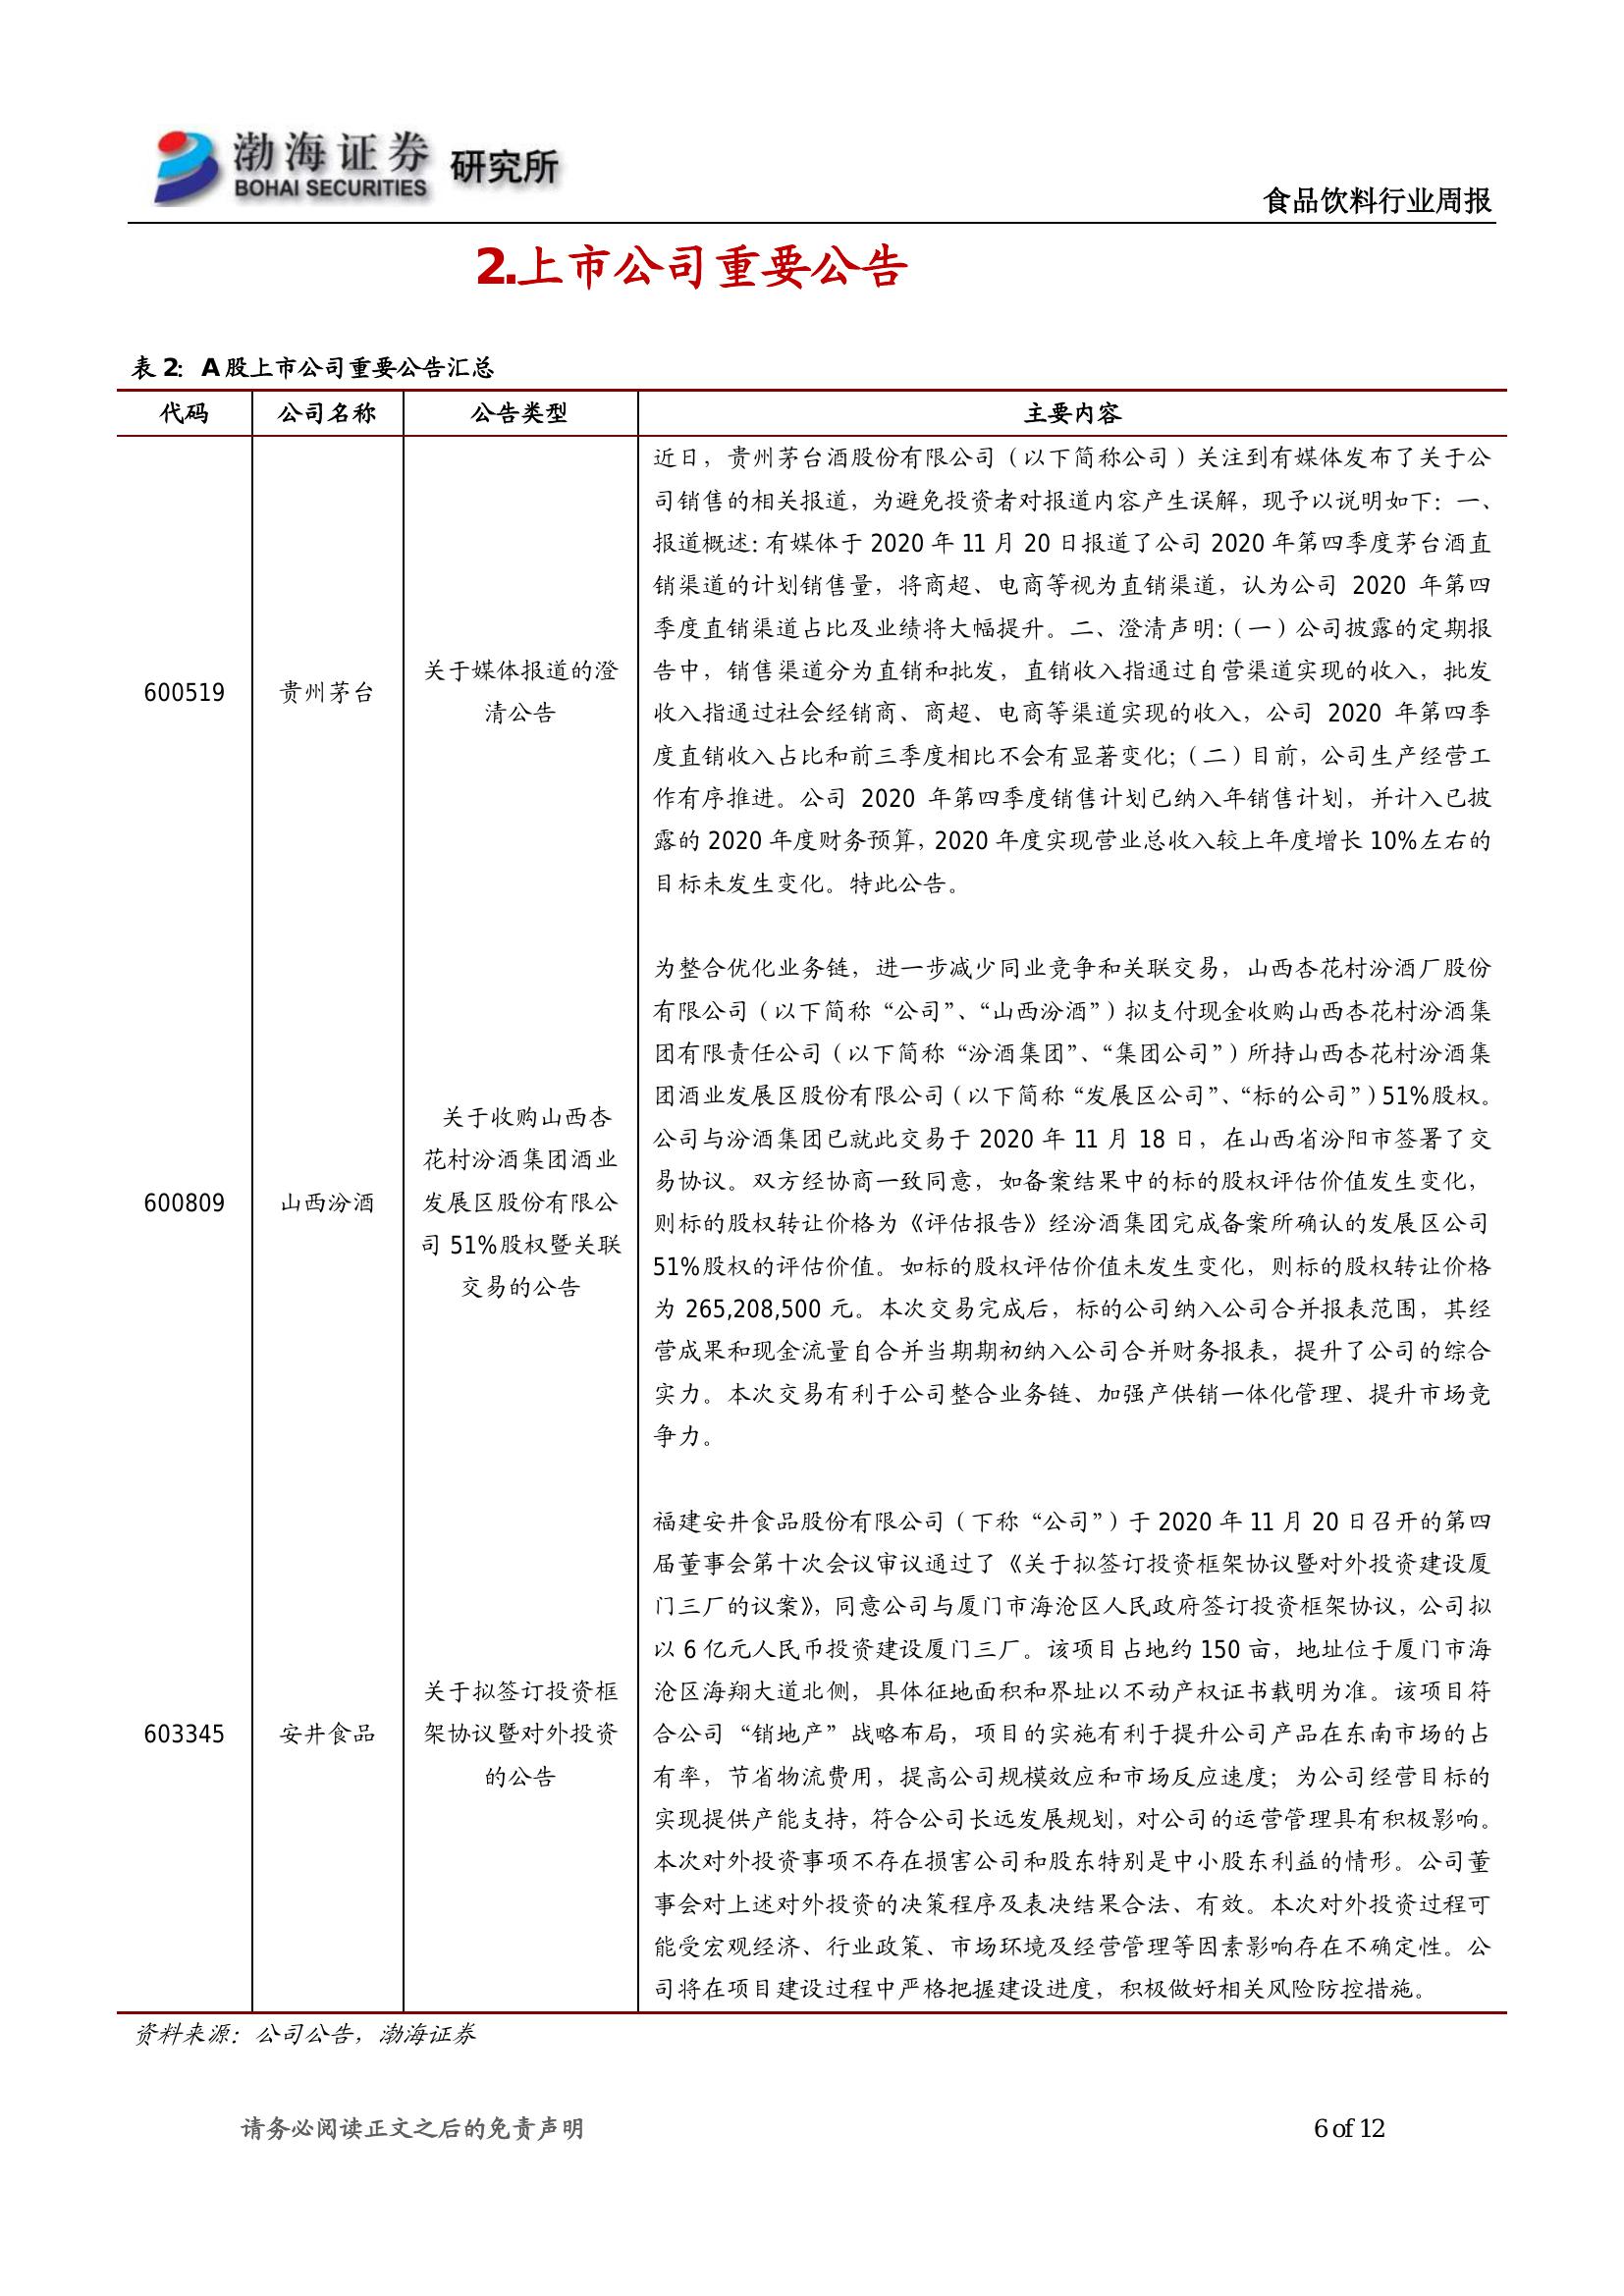 渤海证券 研究所
BOHAI SECURITIES
食品饮料行业周报
2.上市公司重要公告
表 2：A 股上市公司重要公告汇总
代码 公司名称 公告类型 主要内容
600519
贵州茅台
关于媒体报道的澄
清公告
近日，贵州茅台酒股份有限公司（以下简称公司）关注到有媒体发布了关于公
司销售的相关报道，为避免投资者对报道内容产生误解，现予以说明如下：一、
报道概述：有媒体于 2020 年 11 月 20 日报道了公司 2020 年第四季度茅台酒直
销渠道的计划销售量，将商超、电商等视为直销渠道，认为公司 2020 年第四
季度直销渠道占比及业绩将大幅提升。二、澄清声明：（一）公司披露的定期报
告中，销售渠道分为直销和批发，直销收入指通过自营渠道实现的收入，批发
收入指通过社会经销商、商超、电商等渠道实现的收入，公司 2020 年第四季
度直销收入占比和前三季度相比不会有显著变化；（二）目前，公司生产经营工
作有序推进。公司 2020 年第四季度销售计划已纳入年销售计划，并计入已披
露的 2020 年度财务预算，2020 年度实现营业总收入较上年度增长 10%左右的
目标未发生变化。特此公告。
600809
山西汾酒
关于收购山西杏
花村汾酒集团酒业
发展区股份有限公
司 51%股权暨关联
交易的公告
为整合优化业务链，进一步减少同业竞争和关联交易，山西杏花村汾酒厂股份
有限公司（以下简称“公司”、“山西汾酒”）拟支付现金收购山西杏花村汾酒集
团有限责任公司（以下简称“汾酒集团”、“集团公司”）所持山西杏花村汾酒集
团酒业发展区股份有限公司（以下简称“发展区公司”、“标的公司”）51%股权。
公司与汾酒集团已就此交易于 2020 年 11 月 18 日，在山西省汾阳市签署了交
易协议。双方经协商一致同意，如备案结果中的标的股权评估价值发生变化，
则标的股权转让价格为《评估报告》经汾酒集团完成备案所确认的发展区公司
51%股权的评估价值。如标的股权评估价值未发生变化，则标的股权转让价格
为 265,208,500 元。本次交易完成后，标的公司纳入公司合并报表范围，其经
营成果和现金流量自合并当期期初纳入公司合并财务报表，提升了公司的综合
实力。本次交易有利于公司整合业务链、加强产供销一体化管理、提升市场竞
争力。
603345
安井食品
关于拟签订投资框
架协议暨对外投资
的公告
福建安井食品股份有限公司（下称“公司”）于 2020 年 11 月 20 日召开的第四
届董事会第十次会议审议通过了《关于拟签订投资框架协议暨对外投资建设厦
门三厂的议案》，同意公司与厦门市海沧区人民政府签订投资框架协议，公司拟
以 6 亿元人民币投资建设厦门三厂。该项目占地约 150 亩，地址位于厦门市海
沧区海翔大道北侧，具体征地面积和界址以不动产权证书载明为准。该项目符
合公司“销地产”战略布局，项目的实施有利于提升公司产品在东南市场的占
有率，节省物流费用，提高公司规模效应和市场反应速度；为公司经营目标的
实现提供产能支持，符合公司长远发展规划，对公司的运营管理具有积极影响。
本次对外投资事项不存在损害公司和股东特别是中小股东利益的情形。公司董
事会对上述对外投资的决策程序及表决结果合法、有效。本次对外投资过程可
能受宏观经济、行业政策、市场环境及经营管理等因素影响存在不确定性。公
司将在项目建设过程中严格把握建设进度，积极做好相关风险防控措施。
资料来源：公司公告，渤海证券
请务必阅读正文之后的免责声明 6 of 12